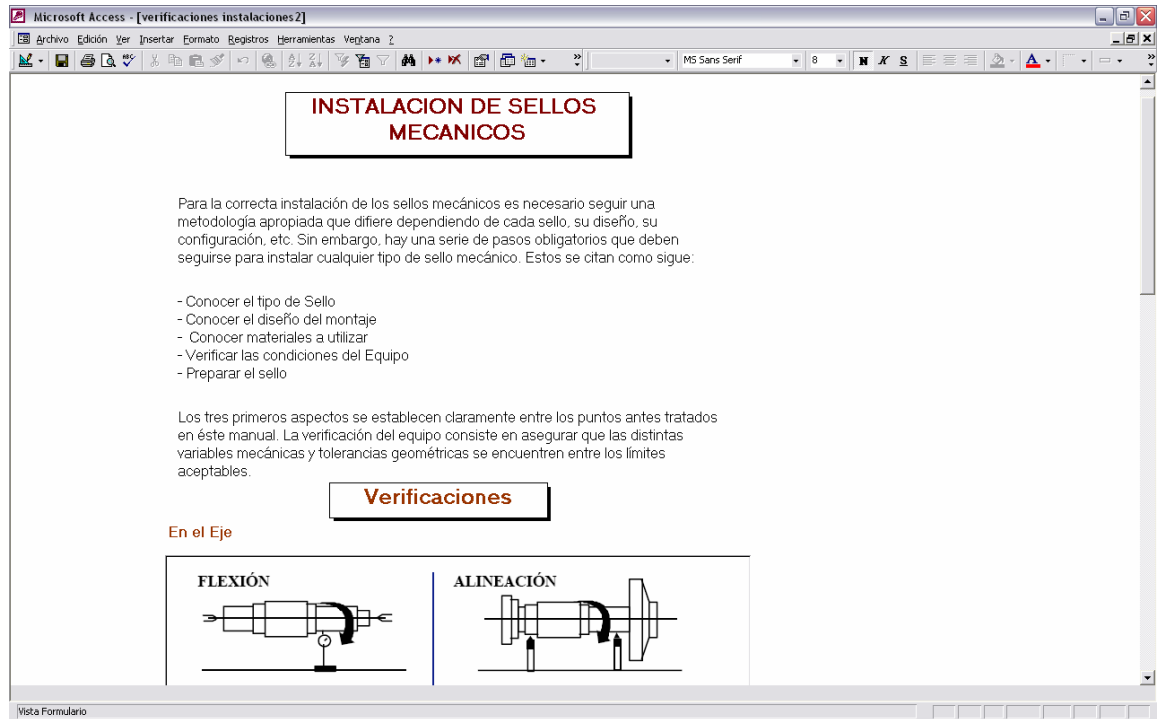 Microsoft Access - [verificaciones instalaciones2]
Archivo Edición Ver Insertar Formato Registros Herramientas Ventana ?
MS Sans Serif 8 N K S
INSTALACION DE SELLOS
MECANICOS
Para la correcta instalación de los sellos mecánicos es necesario seguir una
metodología apropiada que difiere dependiendo de cada sello, su diseño, su
configuración, etc. Sin embargo, hay una serie de pasos obligatorios que deben
seguirse para instalar cualquier tipo de sello mecánico. Estos se citan como sigue:
- Conocer el tipo de Sello
- Conocer el diseño del montaje
- Conocer materiales a utilizar
- Verificar las condiciones del Equipo
- Preparar el sello
Los tres primeros aspectos se establecen claramente entre los puntos antes tratados
en éste manual. La verificación del equipo consiste en asegurar que las distintas
variables mecánicas y tolerancias geométricas se encuentren entre los límites
aceptables.
Verificaciones
En el Eje
FLEXIÓN
ALINEACIÓN
Vista Formulario